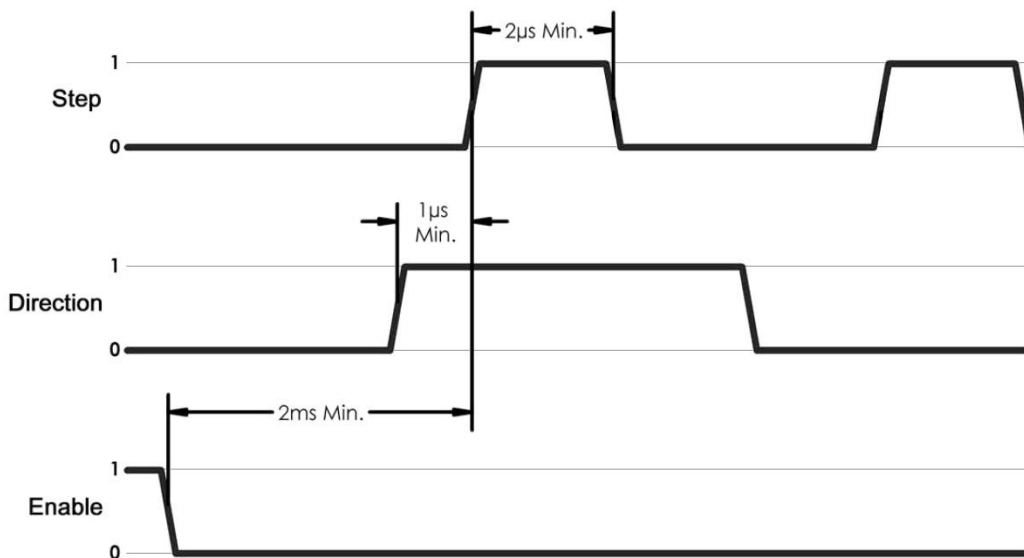 2µs Min.
1
Step
0
1µs
Min.
1
Direction
0
2ms Min.
1
Enable
0